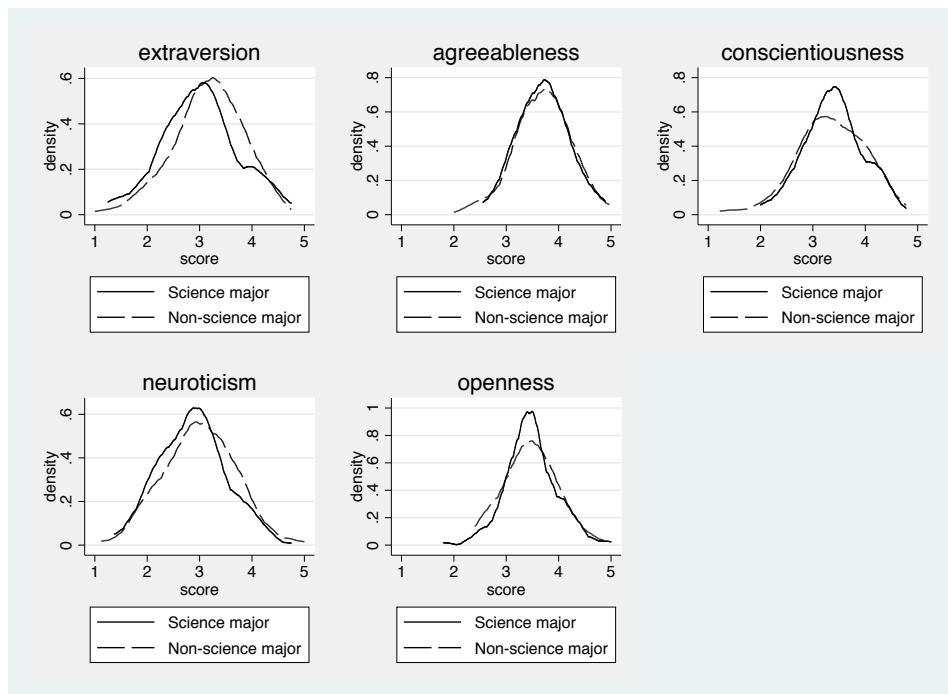 extraversion
density
0 .2 .4 .6
1 2 3 4 5
score
Science major
Non-science major
agreeableness
density
0 .2 .4 .6 .8
1 2 3 4 5
score
Science major
Non-science major
conscientiousness
density
0 .2 .4 .6 .8
1 2 3 4 5
score
Science major
Non-science major
neuroticism
density
0 .2 .4 .6
1 2 3 4 5
score
Science major
Non-science major
openness
density
0 .2 .4 .6 .8 1
1 2 3 4 5
score
Science major
Non-science major